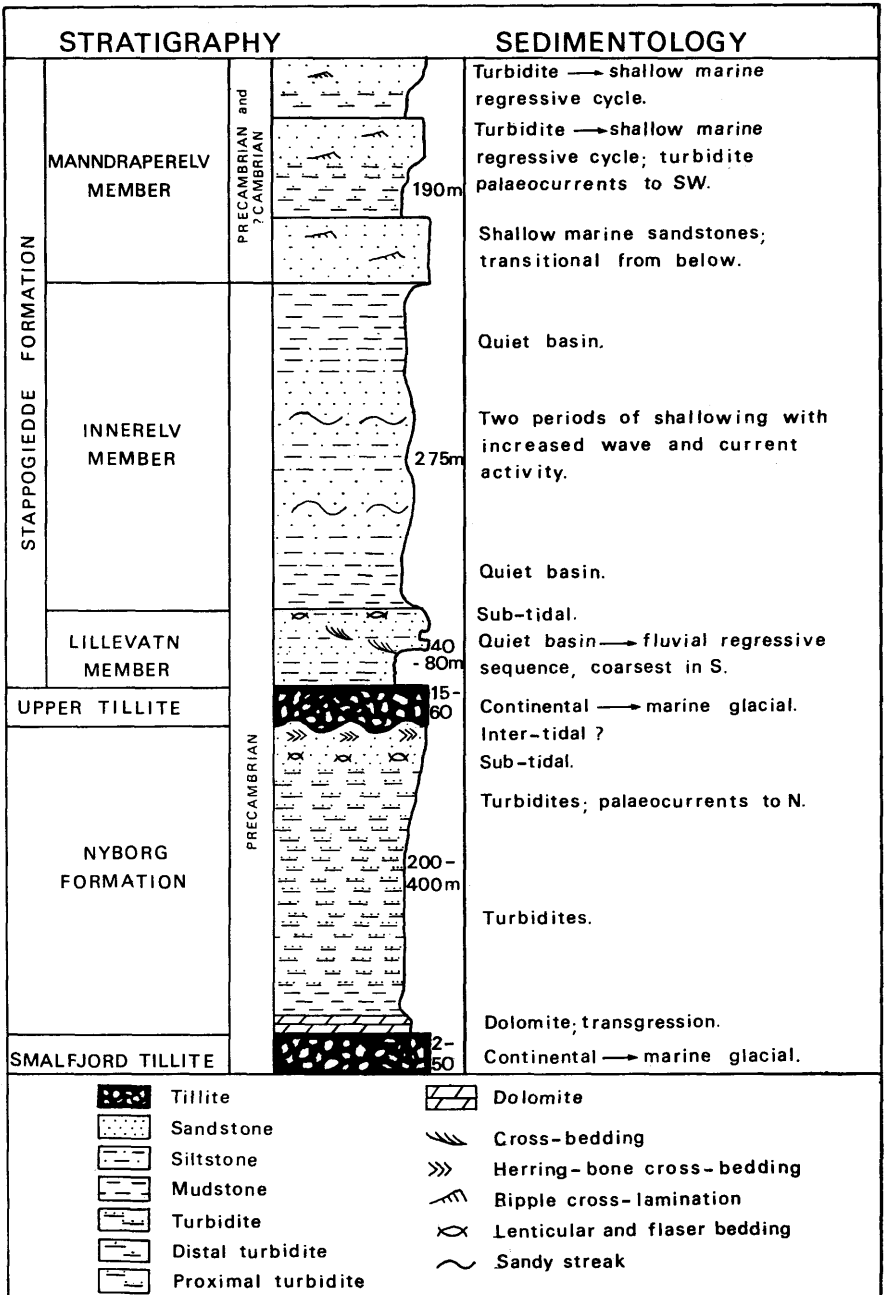 STRATIGRAPHY
SEDIMENTOLOGY
STAPPOGIEDDE FORMATION
PRECAMBRIAN and
?CAMBRIAN
PRECAMBRIAN
MANNDRAPERELV
MEMBER
190m
Turbidite → shallow marine
regressive cycle.
Turbidite → shallow marine
regressive cycle; turbidite
palaeocurrents to SW.
Shallow marine sandstones;
transitional from below.
INNERELV
MEMBER
275m
Quiet basin.
Two periods of shallowing with
increased wave and current
activity.
Quiet basin.
LILLEVATN
MEMBER
40
-80m
Sub-tidal.
Quiet basin → fluvial regressive
sequence, coarsest in S.
UPPER TILLITE
15-
60
Continental → marine glacial.
NYBORG
FORMATION
200-
400m
Inter-tidal ?
Sub-tidal.
Turbidites; palaeocurrents to N.
Turbidites.
Dolomite; transgression.
SMALFJORD TILLITE
2-
50
Continental → marine glacial.
Tillite
Sandstone
Siltstone
Mudstone
Turbidite
Distal turbidite
Proximal turbidite
Dolomite
Cross-bedding
Herring-bone cross-bedding
Ripple cross-lamination
Lenticular and flaser bedding
Sandy streak